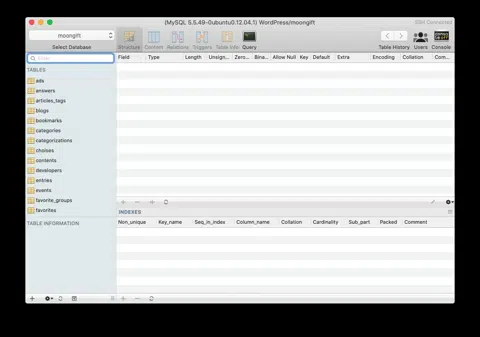 (MySQL 5.5.49-0ubuntu0.12.04.1) WordPress/moongift
SSH Connected
moongift
Select Database
Structure
Content
Relations
Triggers
Table Info
Query
Table History
Users
Console
Filter
Field
Type
Length
Unsign...
Zero...
Bina...
Allow Null
Key
Default
Extra
Encoding
Collation
Com...
TABLES
ads
answers
articles_tags
blogs
bookmarks
categories
categorizations
choises
contents
developers
entries
events
favorite_groups
favorites
INDEXES
Non_unique
Key_name
Seq_in_index
Column_name
Collation
Cardinality
Sub_part
Packed
Comment
TABLE INFORMATION